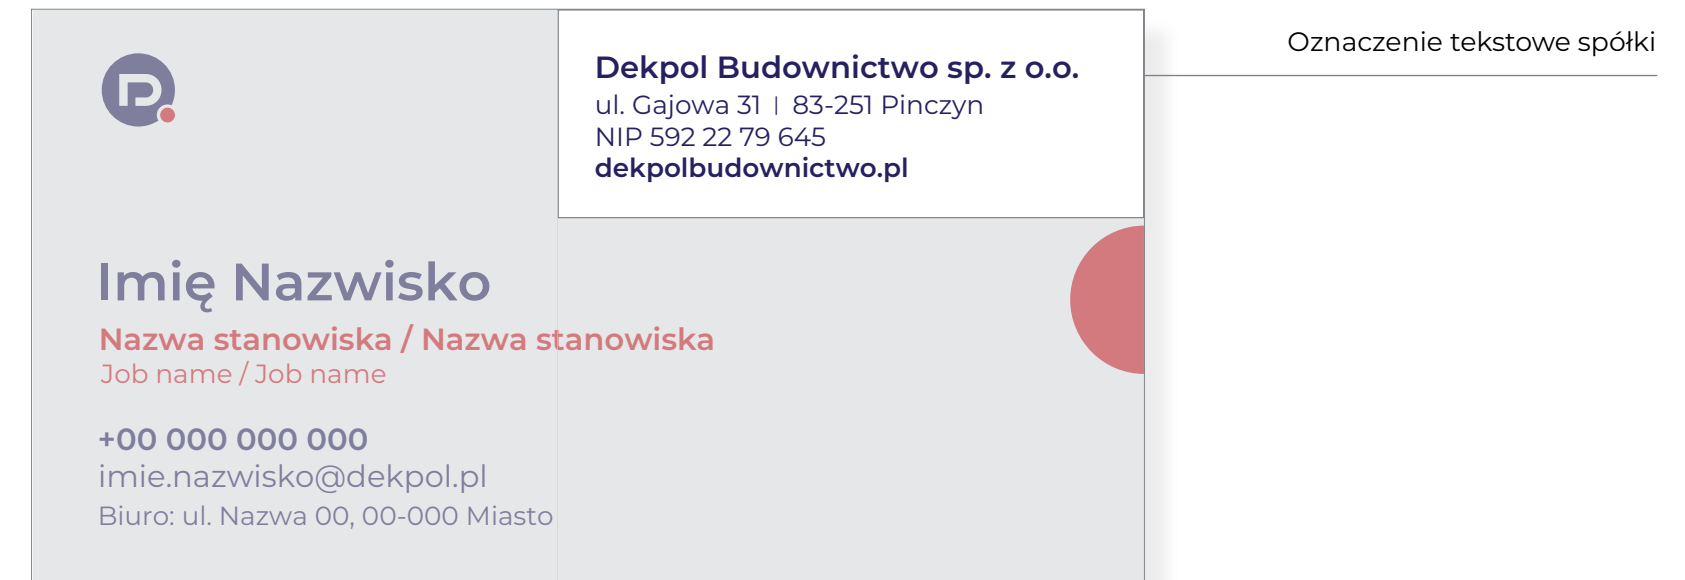 Oznaczenie tekstowe spółki
Dekpol Budownictwo sp. z o.o.
ul. Gajowa 31 | 83-251 Pinczyn
NIP 592 22 79 645
dekpolbudownictwo.pl
Imię Nazwisko
Nazwa stanowiska / Nazwa stanowiska
Job name / Job name
+00 000 000 000
imie.nazwisko@dekpol.pl
Biuro: ul. Nazwa 00, 00-000 Miasto